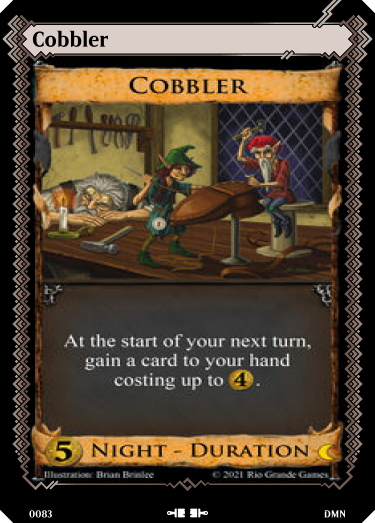 Cobbler
COBBLER
At the start of your next turn,
gain a card to your hand
costing up to 4.
5 NIGHT - DURATION
Illustration: Brian Brinlee © 2021 Rio Grande Games
0083 DMN